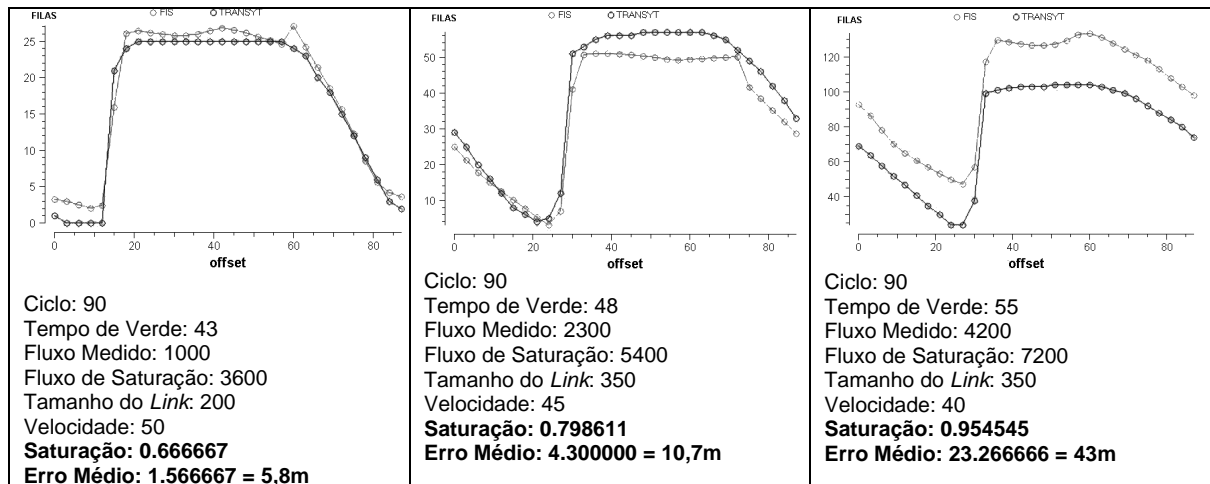 FILAS
FIS TRANSYT
25
20
15
10
5
0
0 20 40 60 80
offset
Ciclo: 90
Tempo de Verde: 43
Fluxo Medido: 1000
Fluxo de Saturação: 3600
Tamanho do Link: 200
Velocidade: 50
Saturação: 0.666667
Erro Médio: 1.566667 = 5,8m
FILAS
FIS TRANSYT
50
40
30
20
10
0 20 40 60 80
offset
Ciclo: 90
Tempo de Verde: 48
Fluxo Medido: 2300
Fluxo de Saturação: 5400
Tamanho do Link: 350
Velocidade: 45
Saturação: 0.798611
Erro Médio: 4.300000 = 10,7m
FILAS
FIS TRANSYT
120
100
80
60
40
0 20 40 60 80
offset
Ciclo: 90
Tempo de Verde: 55
Fluxo Medido: 4200
Fluxo de Saturação: 7200
Tamanho do Link: 350
Velocidade: 40
Saturação: 0.954545
Erro Médio: 23.266666 = 43m